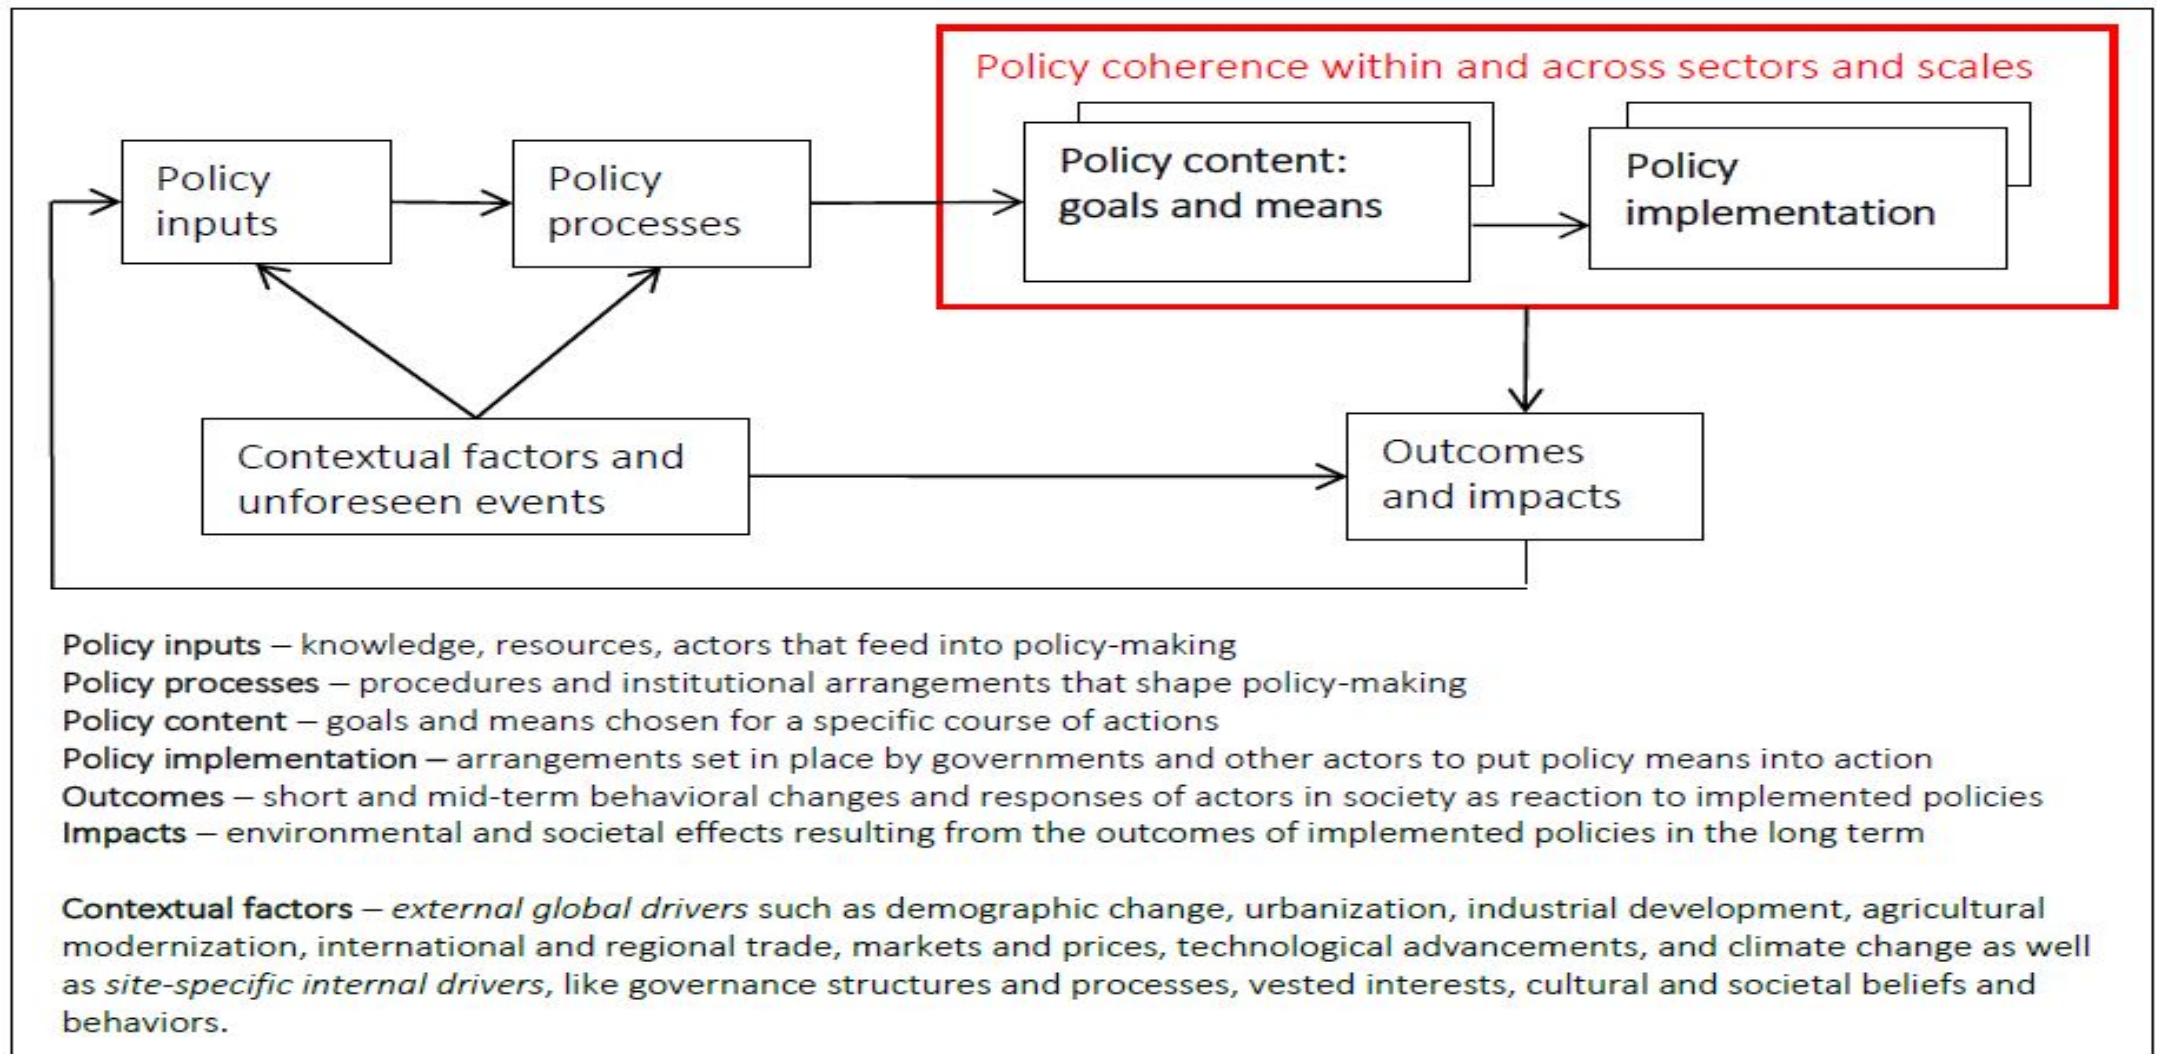 Policy coherence within and across sectors and scales
Policy
inputs
Policy
processes
Policy content:
goals and means
Policy
implementation
Contextual factors and
unforeseen events
Outcomes
and impacts
Policy inputs – knowledge, resources, actors that feed into policy-making
Policy processes – procedures and institutional arrangements that shape policy-making
Policy content – goals and means chosen for a specific course of actions
Policy implementation – arrangements set in place by governments and other actors to put policy means into action
Outcomes – short and mid-term behavioral changes and responses of actors in society as reaction to implemented policies
Impacts – environmental and societal effects resulting from the outcomes of implemented policies in the long term
Contextual factors – external global drivers such as demographic change, urbanization, industrial development, agricultural
modernization, international and regional trade, markets and prices, technological advancements, and climate change as well
as site-specific internal drivers, like governance structures and processes, vested interests, cultural and societal beliefs and
behaviors.